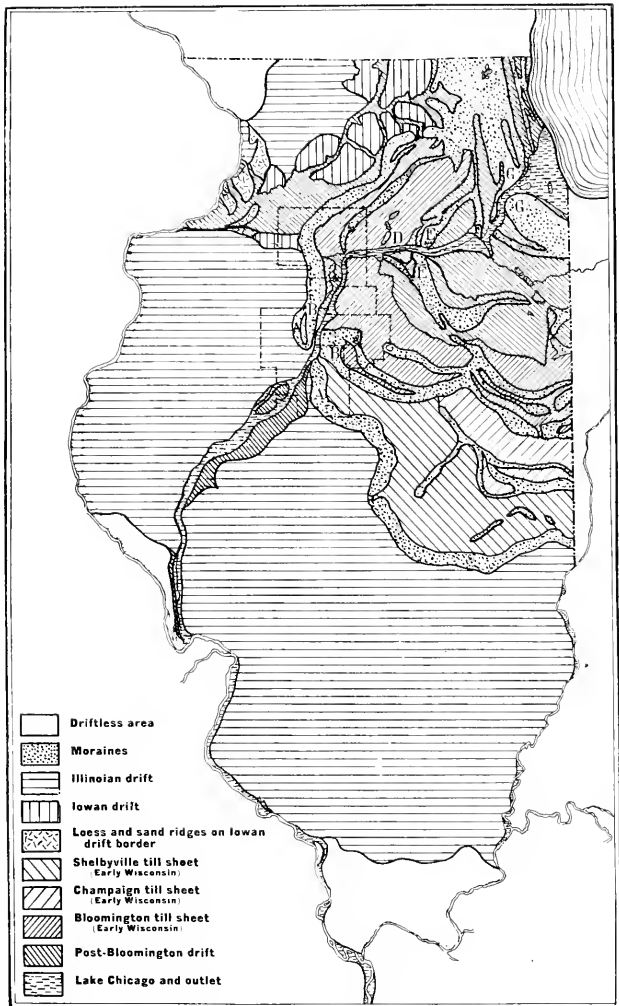 G
G
D
E
Driftless area
Moraines
Illinoian drift
Iowan drift
Loess and sand ridges on Iowan
drift border
Shelbyville till sheet
(Early Wisconsin)
Champaign till sheet
(Early Wisconsin)
Bloomington till sheet
(Early Wisconsin)
Post-Bloomington drift
Lake Chicago and outlet